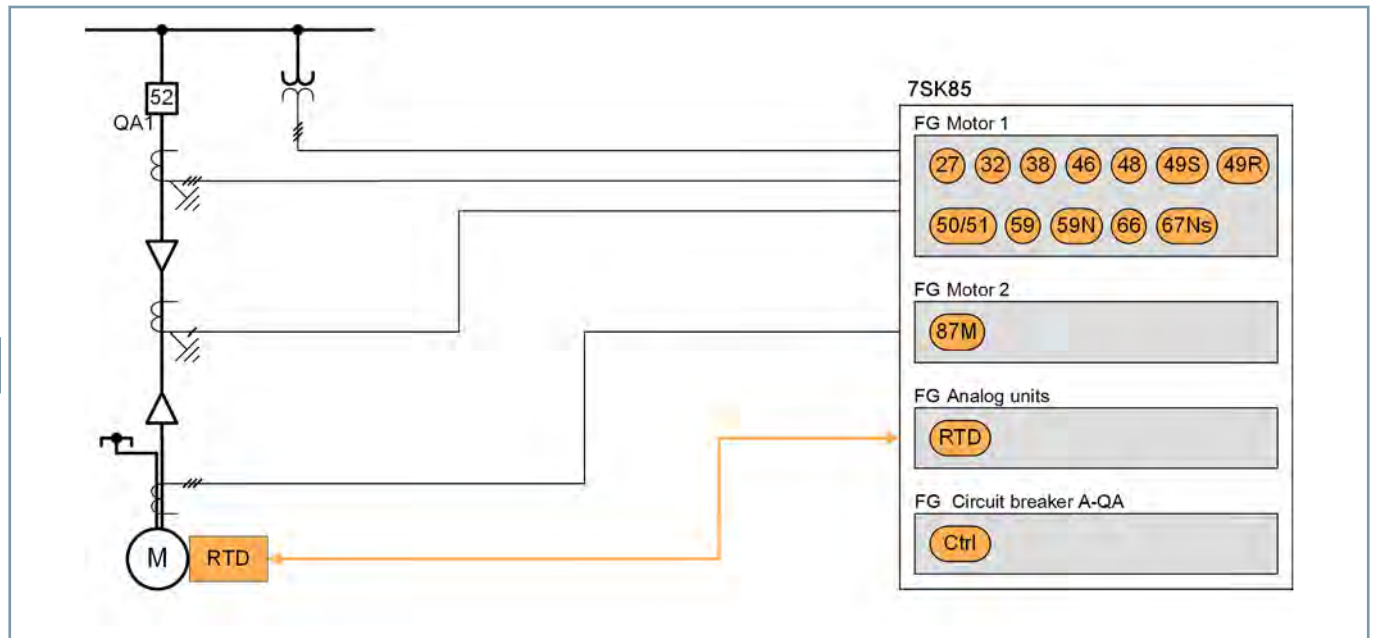 7SK85
52
QA1
FG Motor 1
27 32 38 46 48 49S 49R
50/51 59 59N 66 67Ns
FG Motor 2
87M
FG Analog units
RTD
FG Circuit breaker A-QA
Ctrl
M RTD